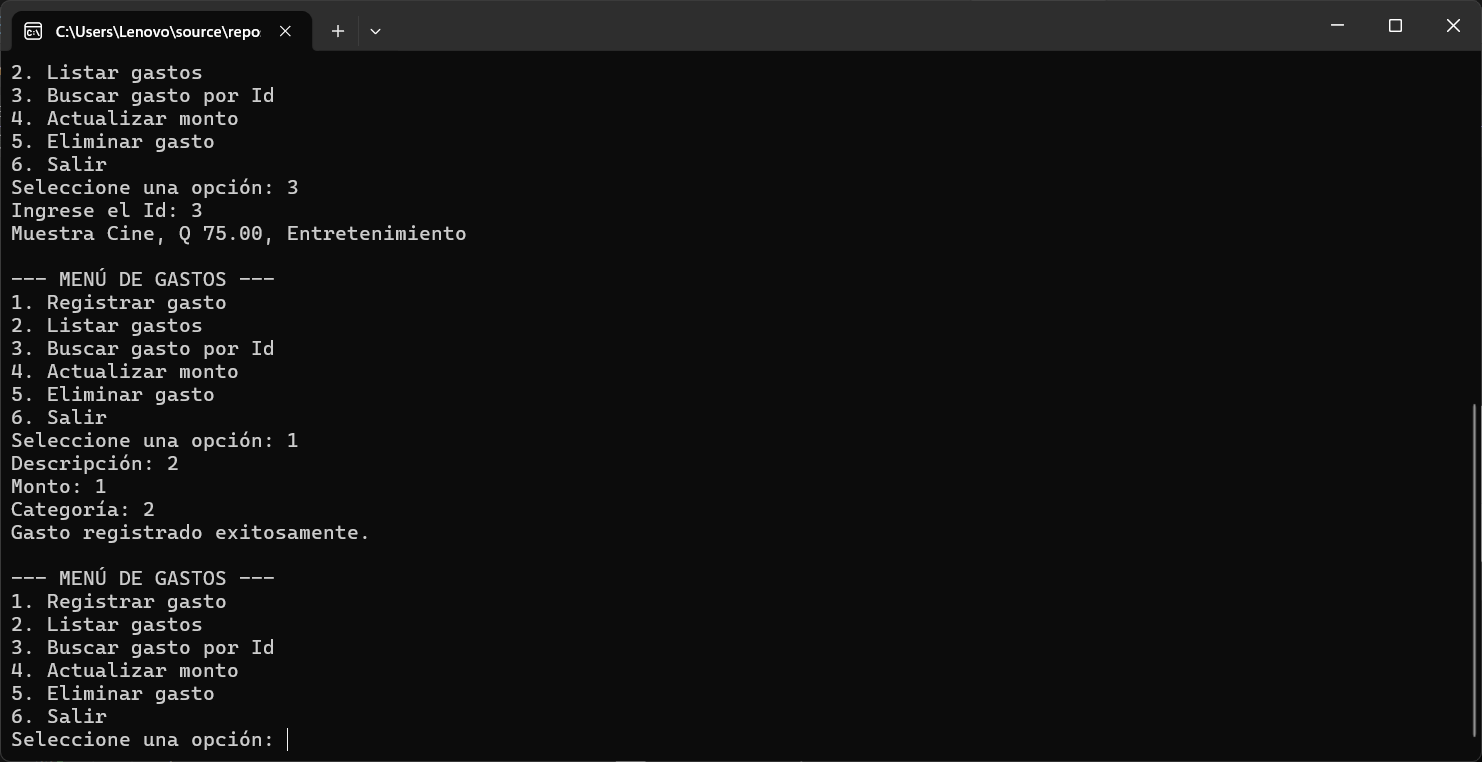 C:\Users\Lenovo\source\repo
2. Listar gastos
3. Buscar gasto por Id
4. Actualizar monto
5. Eliminar gasto
6. Salir
Seleccione una opción: 3
Ingrese el Id: 3
Muestra Cine, Q 75.00, Entretenimiento
--- MENÚ DE GASTOS ---
1. Registrar gasto
2. Listar gastos
3. Buscar gasto por Id
4. Actualizar monto
5. Eliminar gasto
6. Salir
Seleccione una opción: 1
Descripción: 2
Monto: 1
Categoría: 2
Gasto registrado exitosamente.
--- MENÚ DE GASTOS ---
1. Registrar gasto
2. Listar gastos
3. Buscar gasto por Id
4. Actualizar monto
5. Eliminar gasto
6. Salir
Seleccione una opción: